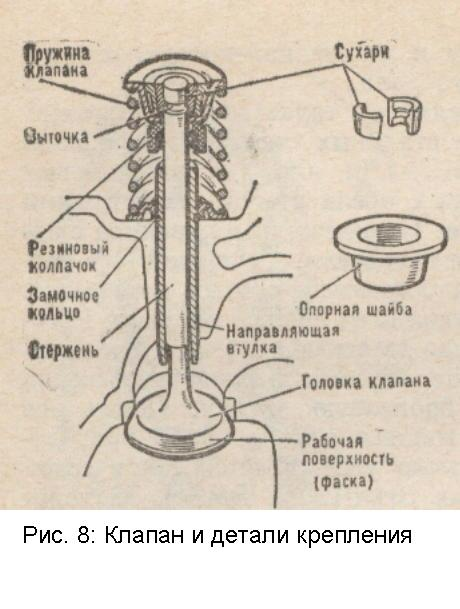 Пружина
клапана
Сухари
Выточка
Резиновый
колпачок
Замочное
кольцо
Стержень
Опорная шайба
Направляющая
втулка
Головка клапана
Рабочая
поверхность
(фаска)
Рис. 8: Клапан и детали крепления